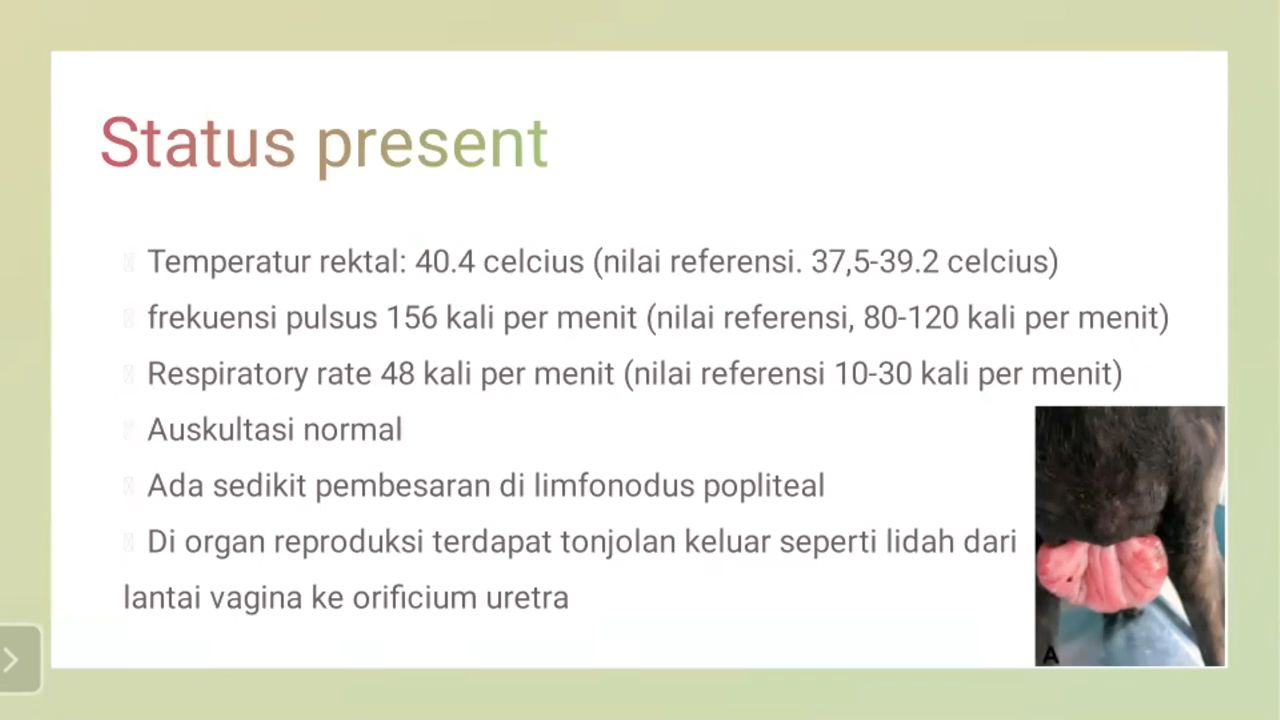 Status present
Temperatur rektal: 40.4 celcius (nilai referensi. 37,5-39.2 celcius)
frekuensi pulsus 156 kali per menit (nilai referensi, 80-120 kali per menit)
Respiratory rate 48 kali per menit (nilai referensi 10-30 kali per menit)
Auskultasi normal
Ada sedikit pembesaran di limfonodus popliteal
Di organ reproduksi terdapat tonjolan keluar seperti lidah dari
lantai vagina ke orificium uretra
A